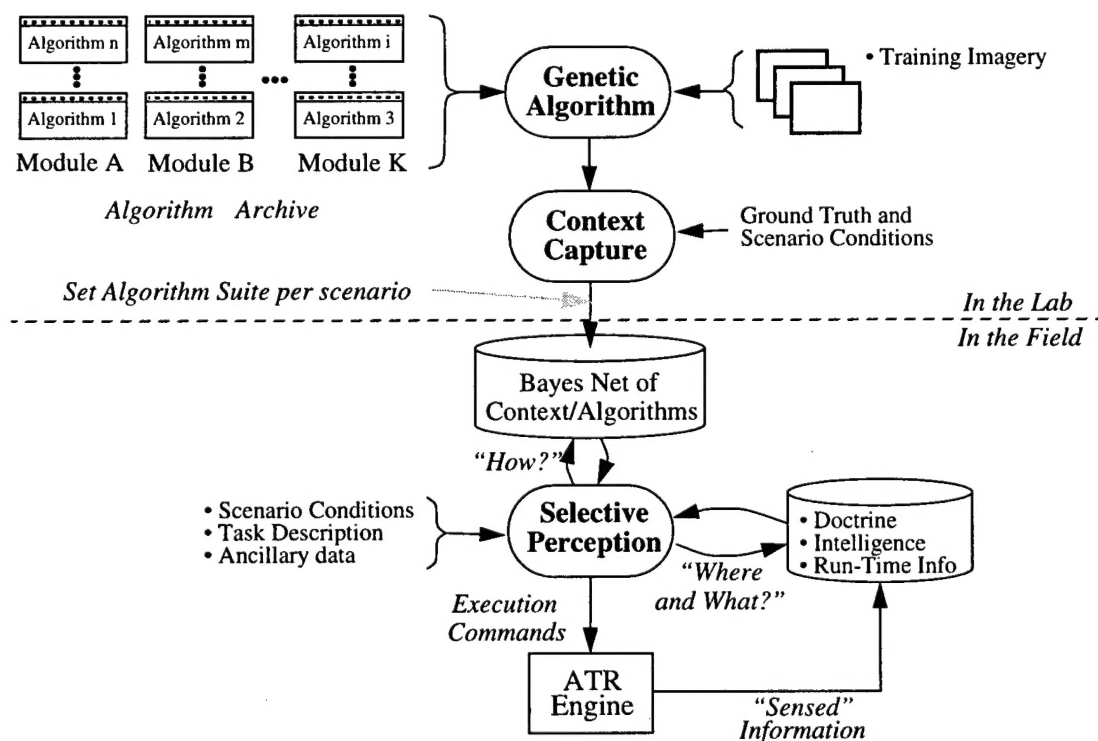 Algorithm n
Algorithm m
Algorithm i
Algorithm 1
Algorithm 2
Algorithm 3
Module A
Module B
Module K
Algorithm Archive
Genetic
Algorithm
• Training Imagery
Context
Capture
Ground Truth and
Scenario Conditions
Set Algorithm Suite per scenario
In the Lab
In the Field
Bayes Net of
Context/Algorithms
“How?”
• Scenario Conditions
• Task Description
• Ancillary data
Selective
Perception
• Doctrine
• Intelligence
• Run-Time Info
“Where
and What?”
Execution
Commands
ATR
Engine
“Sensed”
Information